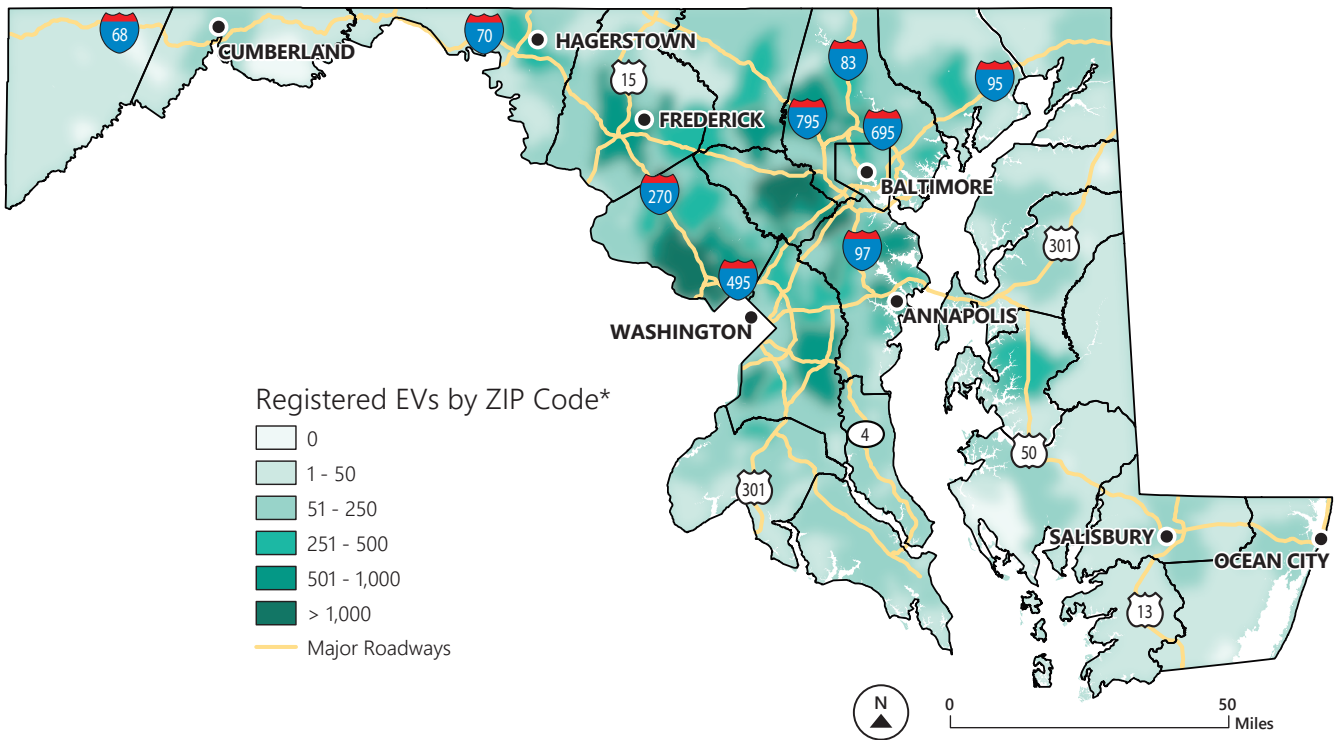 68
CUMBERLAND
70
HAGERSTOWN
15
FREDERICK
83
95
795
695
BALTIMORE
270
301
97
495
ANNAPOLIS
WASHINGTON
Registered EVs by ZIP Code*
0
1 - 50
51 - 250
251 - 500
501 - 1,000
> 1,000
Major Roadways
4
50
301
SALISBURY
OCEAN CITY
13
N
0
50
Miles